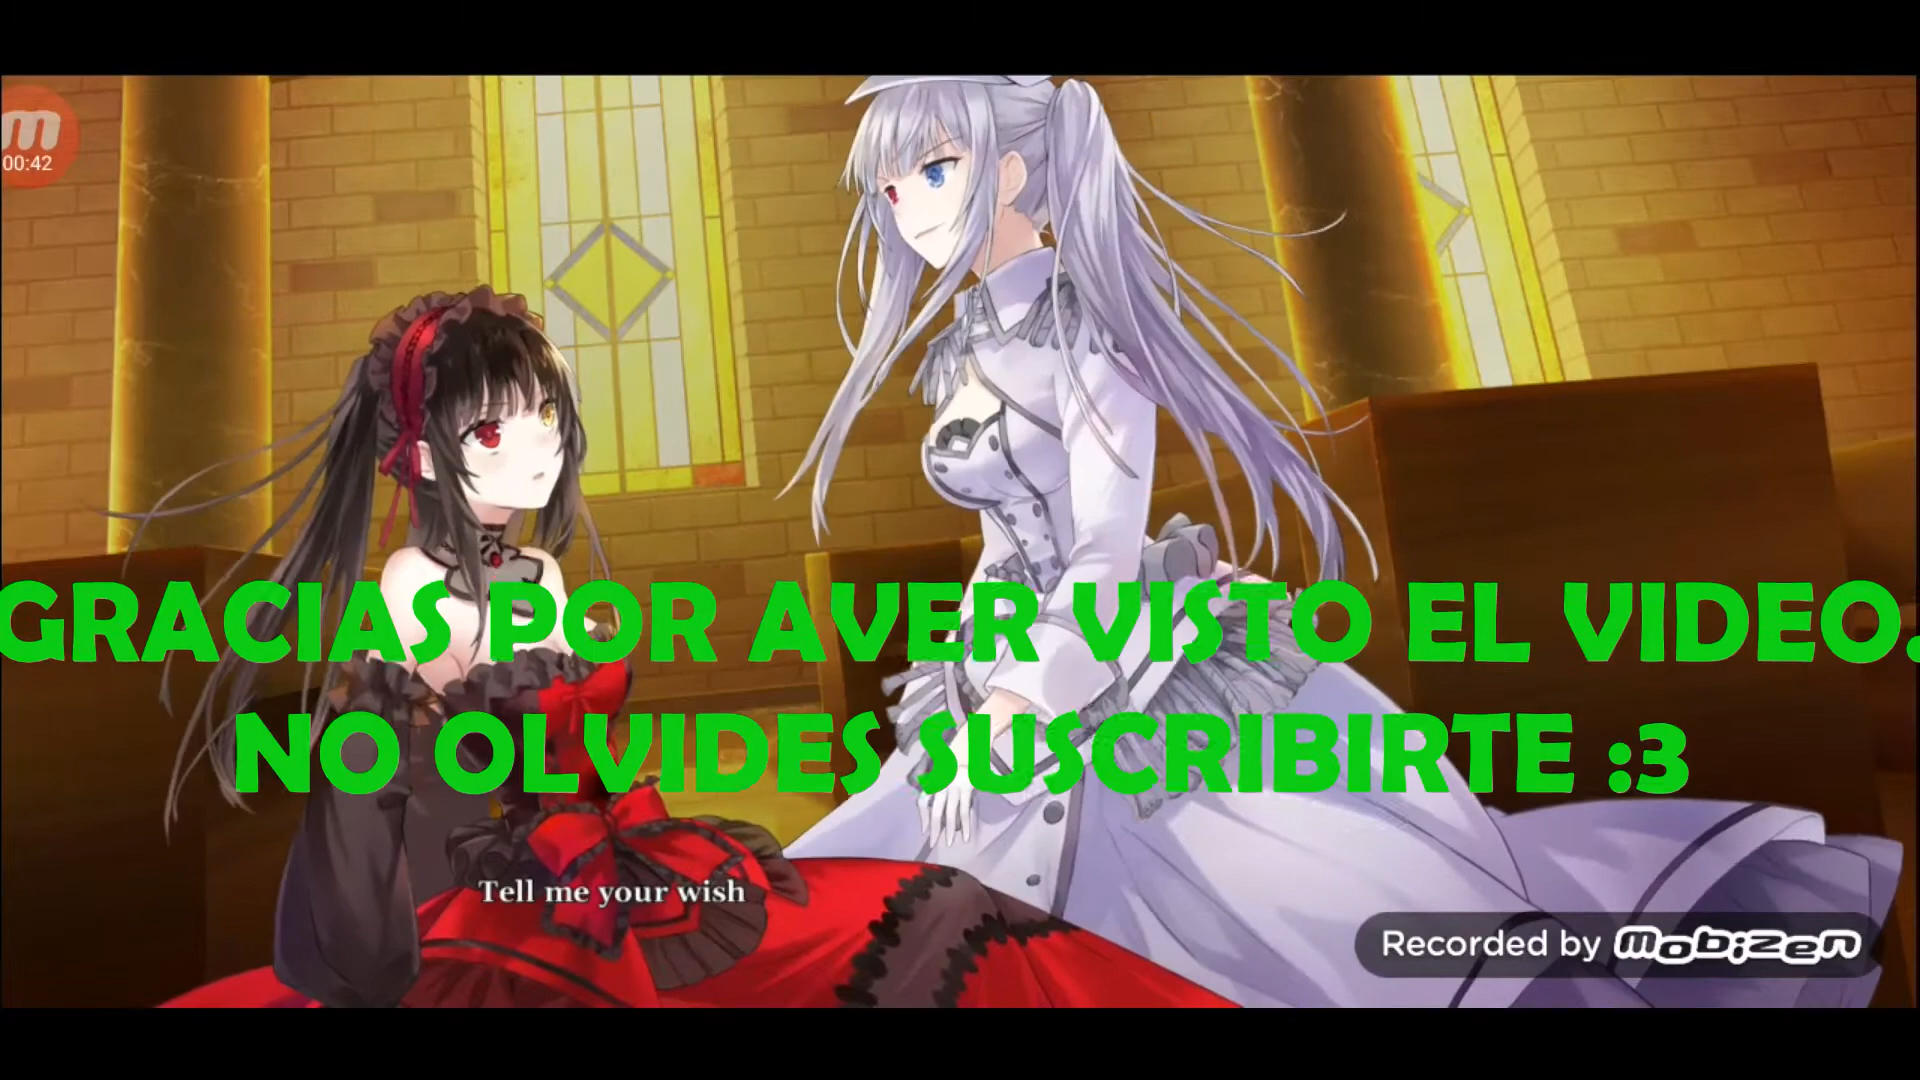 m
00:42
GRACIAS POR AVER VISTO EL VIDEO.
NO OLVIDES SUSCRIBIRTE :3
Tell me your wish
Recorded by mobizen